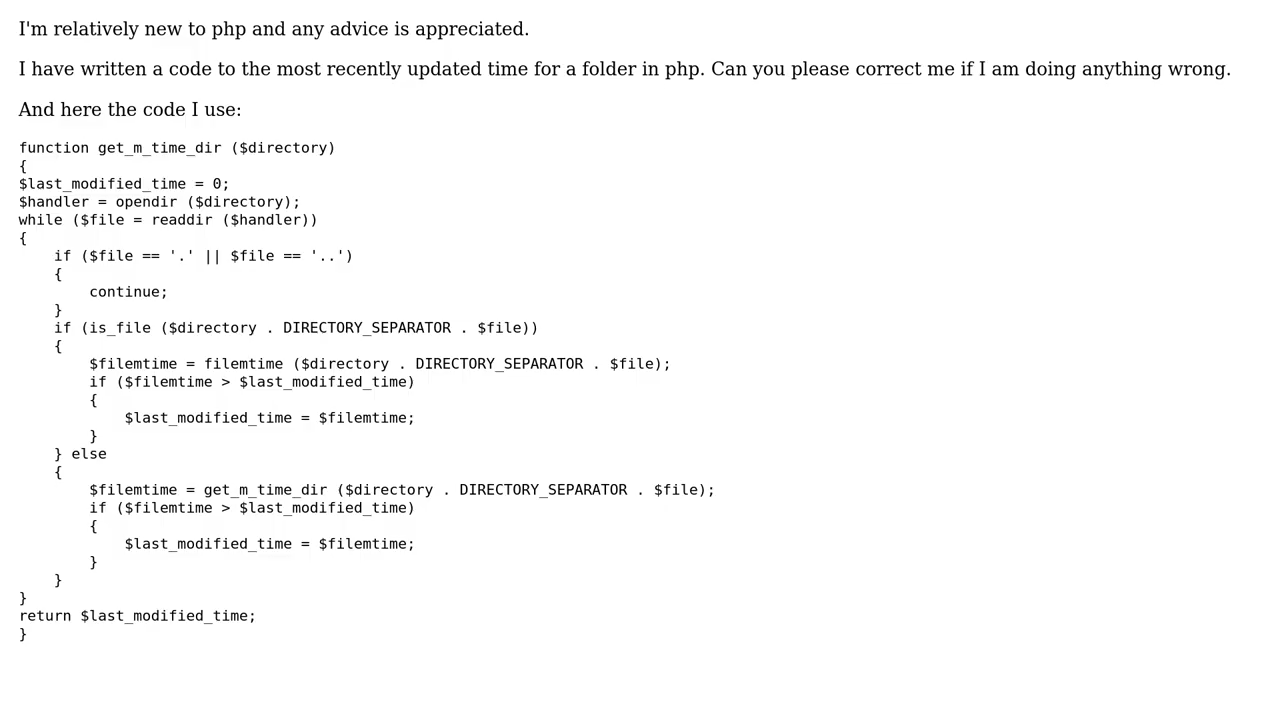 I'm relatively new to php and any advice is appreciated.
I have written a code to the most recently updated time for a folder in php. Can you please correct me if I am doing anything wrong.
And here the code I use:
function get_m_time_dir ($directory)
{
$last_modified_time = 0;
$handler = opendir ($directory);
while ($file = readdir ($handler))
{
    if ($file == '.' || $file == '..')
    {
        continue;
    }
    if (is_file ($directory . DIRECTORY_SEPARATOR . $file))
    {
        $filemtime = filemtime ($directory . DIRECTORY_SEPARATOR . $file);
        if ($filemtime > $last_modified_time)
        {
            $last_modified_time = $filemtime;
        }
    } else
    {
        $filemtime = get_m_time_dir ($directory . DIRECTORY_SEPARATOR . $file);
        if ($filemtime > $last_modified_time)
        {
            $last_modified_time = $filemtime;
        }
    }
}
return $last_modified_time;
}